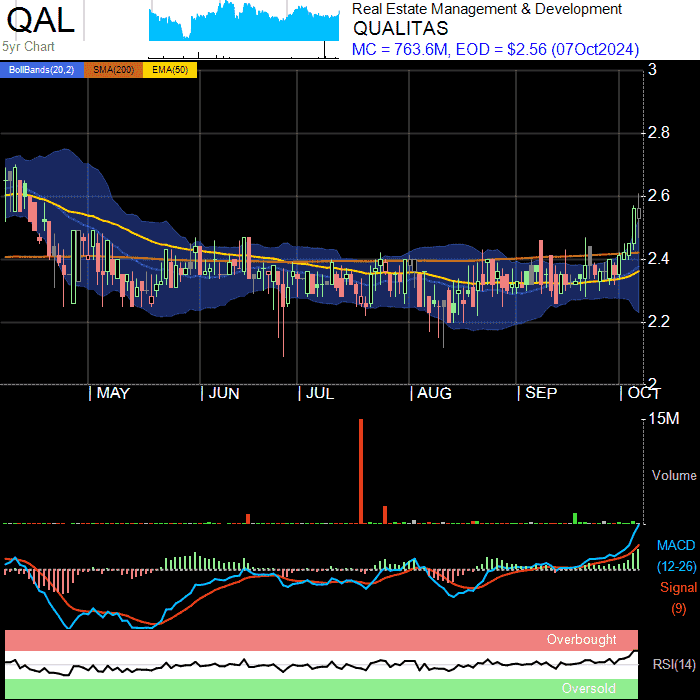 QAL
Real Estate Management & Development
QUALITAS
5yr Chart
MC = 763.6M, EOD = $2.56 (07Oct2024)
BollBands(20,2) SMA(200) EMA(50)
3
2.8
2.6
2.4
2.2
2
MAY JUN JUL AUG SEP OCT
15M
Volume
MACD
(12-26)
Signal
(9)
Overbought
RSI(14)
Oversold